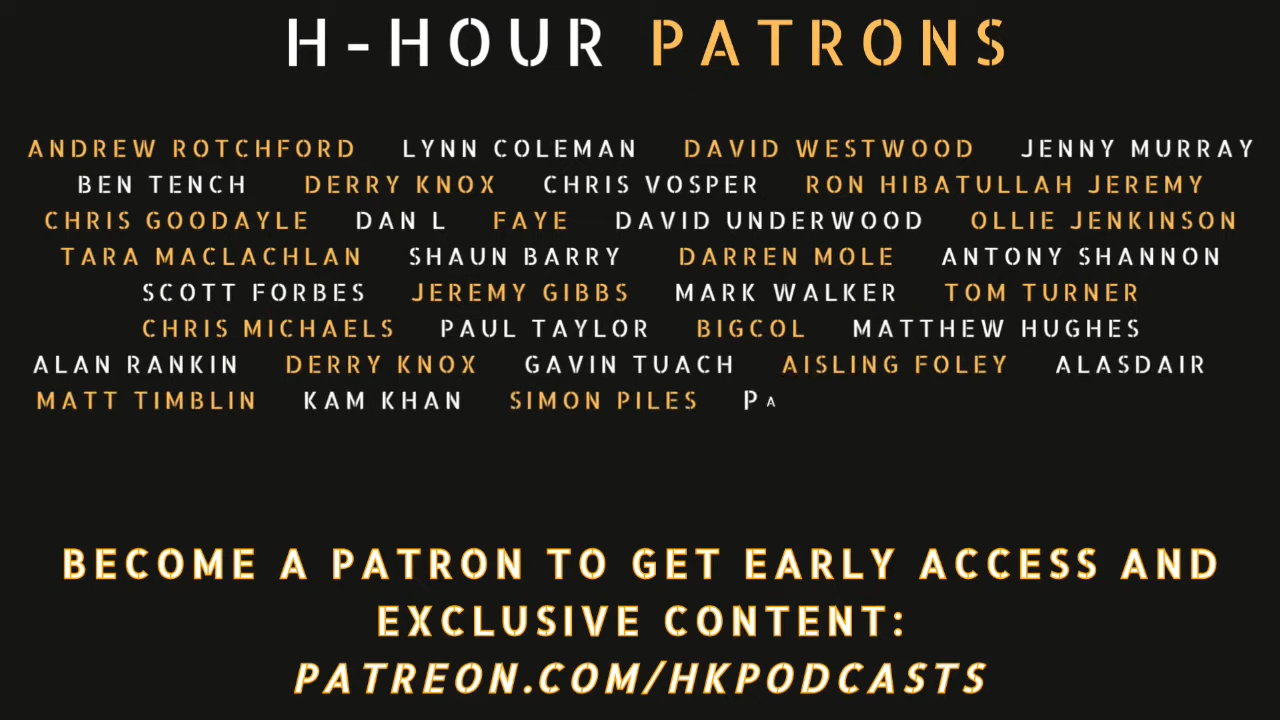 H-HOUR PATRONS
ANDREW ROTCHFORD LYNN COLEMAN DAVID WESTWOOD JENNY MURRAY
BEN TENCH DERRY KNOX CHRIS VOSPER RON HIBATULLAH JEREMY
CHRIS GOODAYLE DAN L FAYE DAVID UNDERWOOD OLLIE JENKINSON
TARA MACLACHLAN SHAUN BARRY DARREN MOLE ANTONY SHANNON
SCOTT FORBES JEREMY GIBBS MARK WALKER TOM TURNER
CHRIS MICHAELS PAUL TAYLOR BIGCOL MATTHEW HUGHES
ALAN RANKIN DERRY KNOX GAVIN TUACH AISLING FOLEY ALASDAIR
MATT TIMBLIN KAM KHAN SIMON PILES PA
BECOME A PATRON TO GET EARLY ACCESS AND
EXCLUSIVE CONTENT:
PATREON.COM/HKPODCASTS